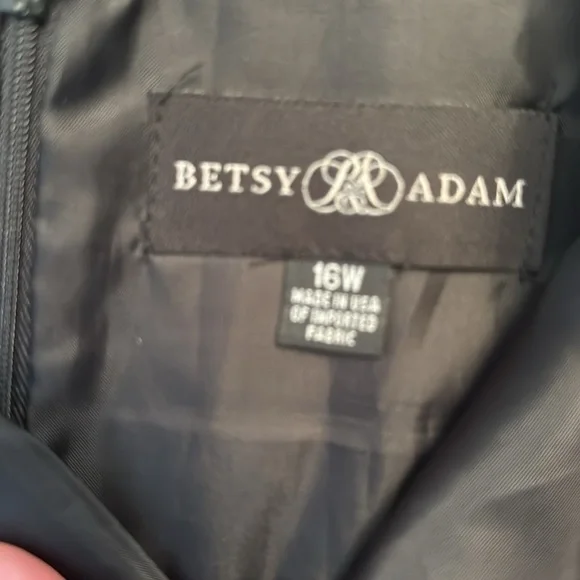 BETSY & ADAM
16W
MADE IN USA
OF IMPORTED
FABRIC